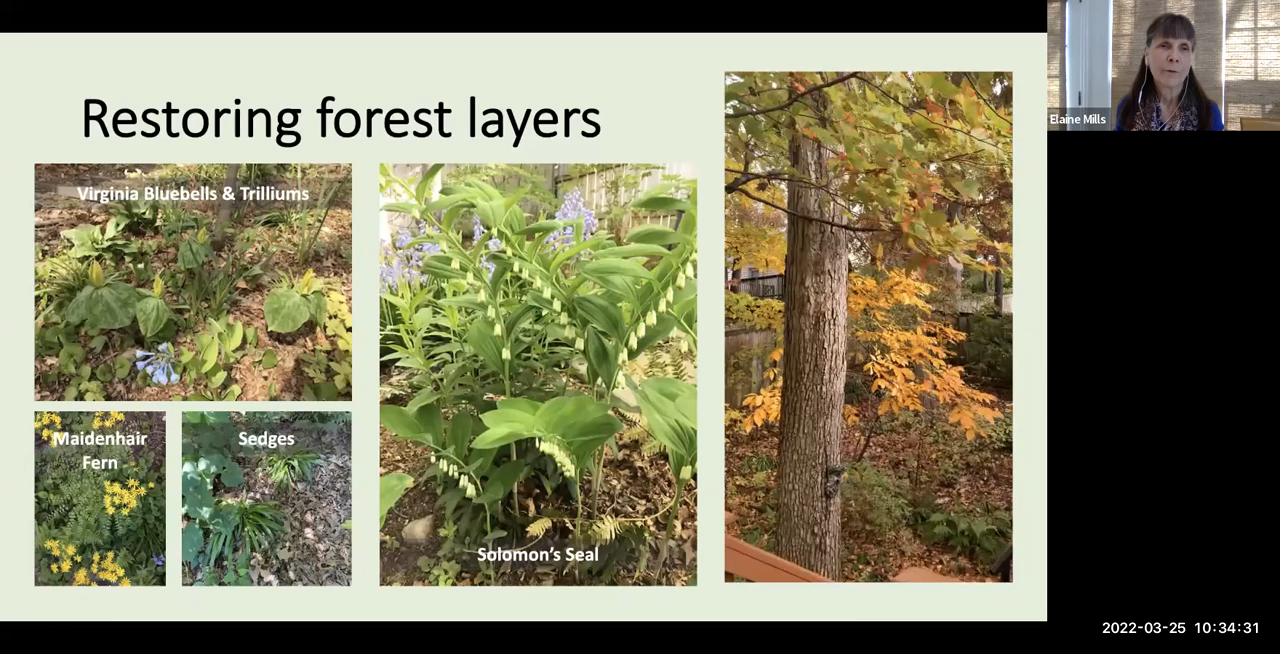 Restoring forest layers
Virginia Bluebells & Trilliums
Maidenhair
Fern
Sedges
Solomon’s Seal
Elaine Mills
2022-03-25 10:34:31